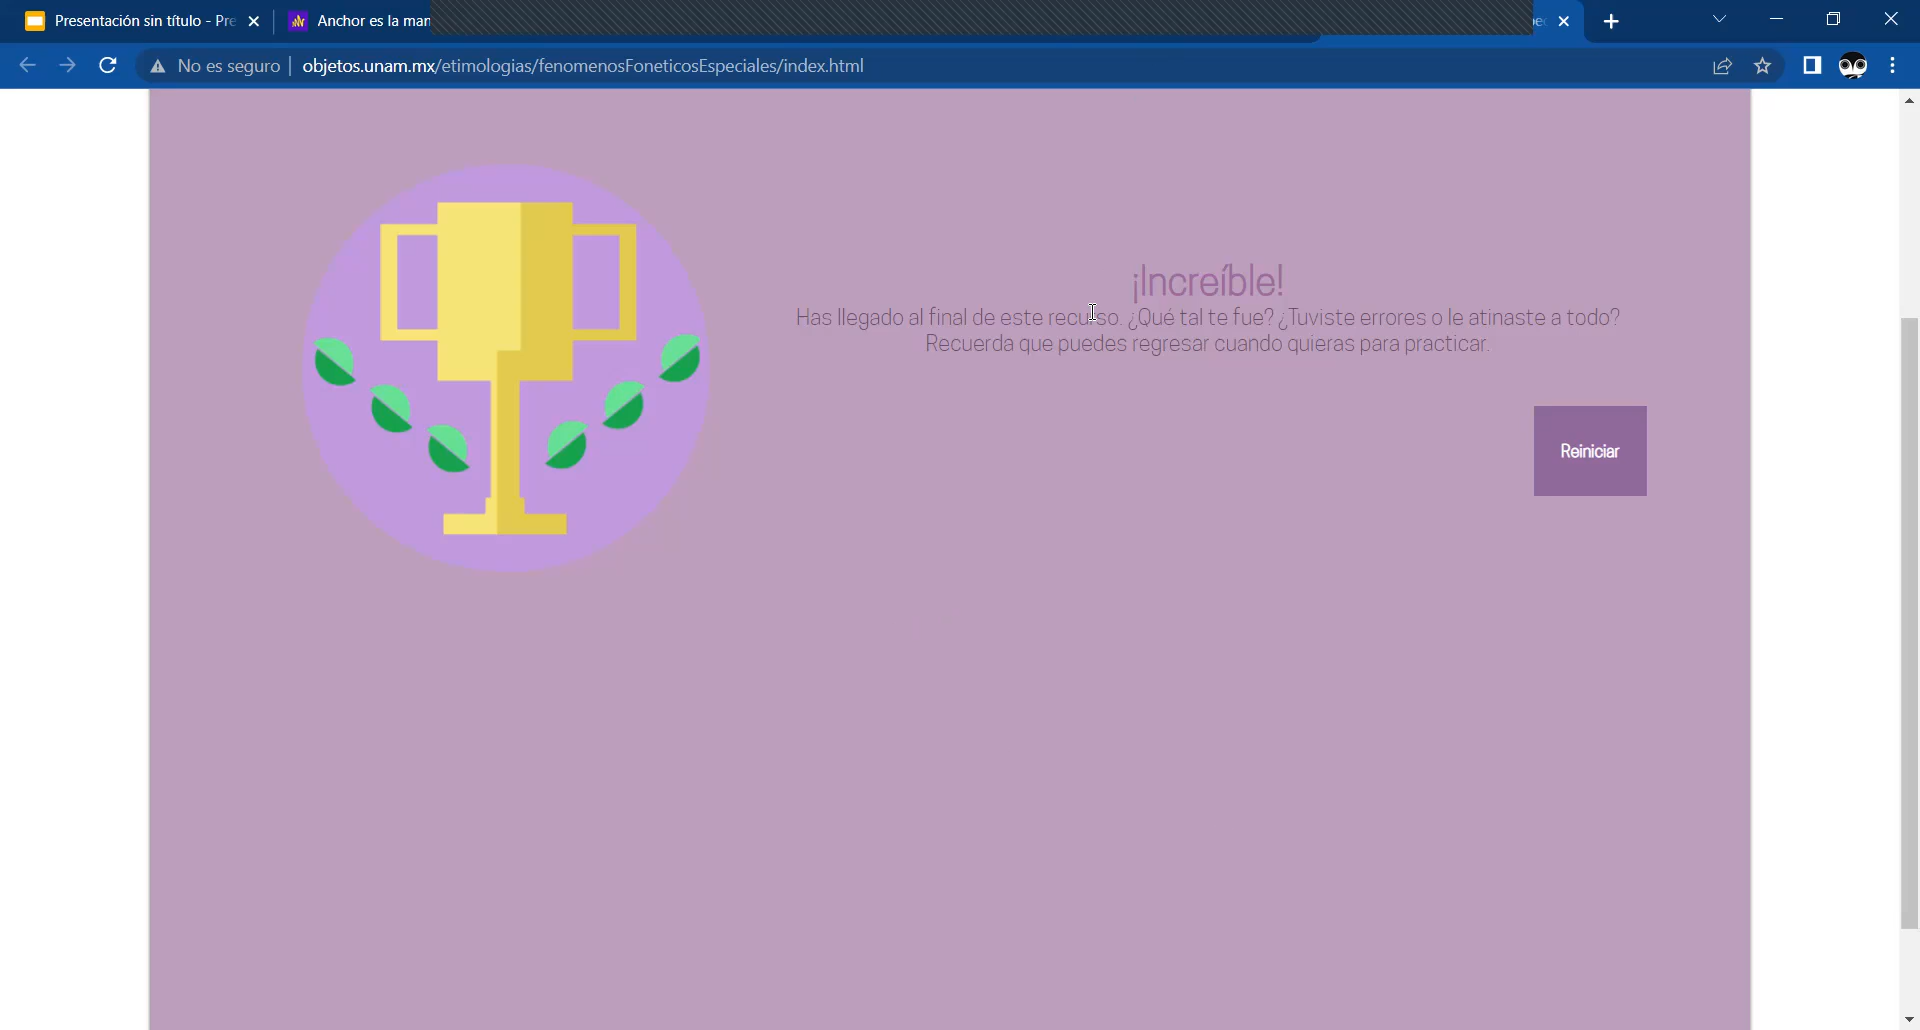 Presentación sin título - Pre
Anchor es la man
No es seguro
objetos.unam.mx/etimologias/fenomenosFoneticosEspeciales/index.html
¡Increíble!
Has llegado al final de este recurso. ¿Qué tal te fue? ¿Tuviste errores o le atinaste a todo?
Recuerda que puedes regresar cuando quieras para practicar.
Reiniciar